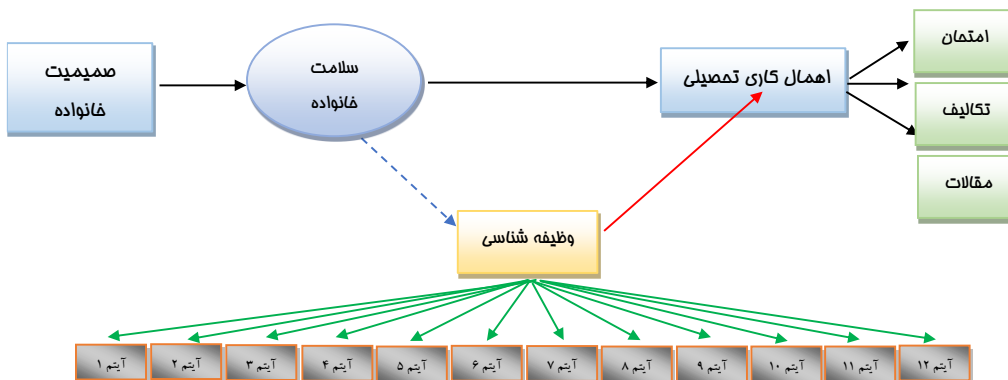 صمیمیت
خانواده
سلامت
خانواده
اهمال کاری تحصیلی
امتحان
تکالیف
مقالات
وظیفه شناسی
آیتم ۱
آیتم ۲
آیتم ۳
آیتم ۴
آیتم ۵
آیتم ۶
آیتم ۷
آیتم ۸
آیتم ۹
آیتم ۱۰
آیتم ۱۱
آیتم ۱۲